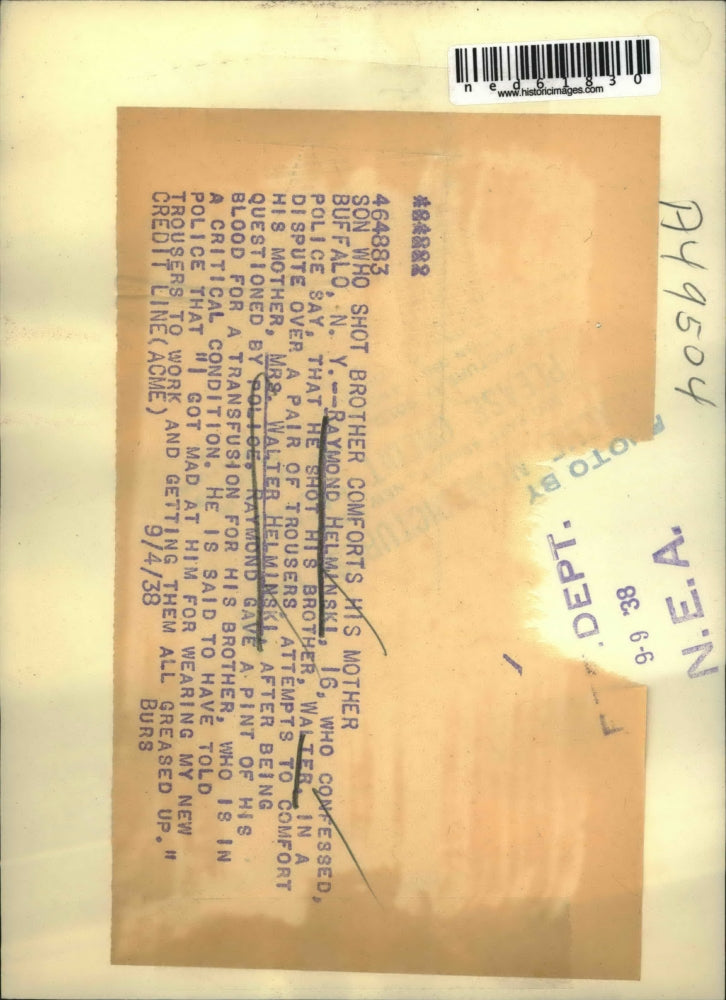 ned61830
www.historicimages.com
A49504
PHOTO BY
DEPT.
9-9 '38
N.E.A.
464883
SON WHO SHOT BROTHER COMFORTS HIS MOTHER
BUFFALO, N. Y.--RAYMOND HELMINSKI, 16, WHO CONFESSED,
POLICE SAY, THAT HE SHOT HIS BROTHER, WALTER, IN A
DISPUTE OVER A PAIR OF TROUSERS ATTEMPTS TO COMFORT
HIS MOTHER, MRS. WALTER HELMINSKI, AFTER BEING
QUESTIONED BY POLICE. RAYMOND GAVE A PINT OF HIS
BLOOD FOR A TRANSFUSION FOR HIS BROTHER, WHO IS IN
A CRITICAL CONDITION. HE IS SAID TO HAVE TOLD
POLICE THAT "I GOT MAD AT HIM FOR WEARING MY NEW
TROUSERS TO WORK AND GETTING THEM ALL GREASED UP."
CREDIT LINE(ACME) 9/4/38 BURS